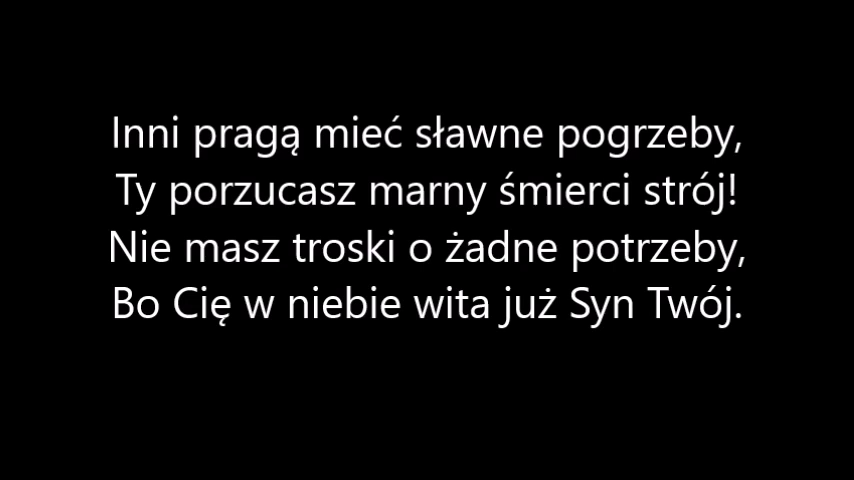 Inni pragą mieć sławne pogrzeby,
Ty porzucasz marny śmierci strój!
Nie masz troski o żadne potrzeby,
Bo Cię w niebie wita już Syn Twój.